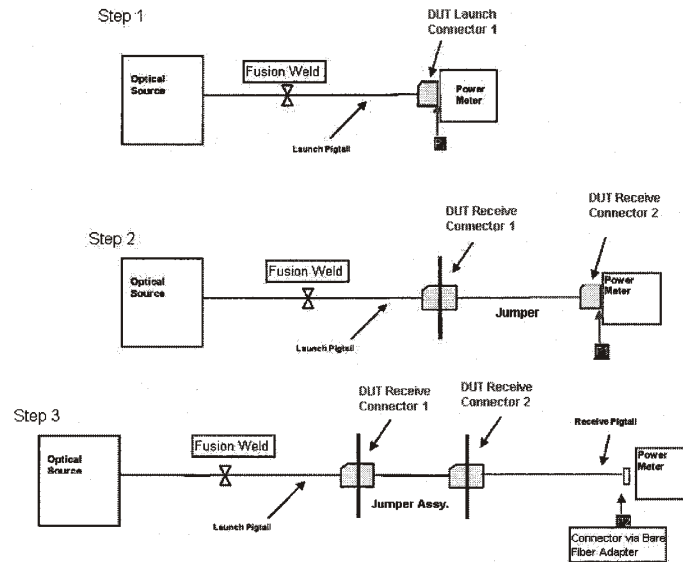 Step 1
DUT Launch
Connector 1
Optical
Source
Fusion Weld
Power
Meter
Launch Pigtail
Step 2
DUT Receive
Connector 1
DUT Receive
Connector 2
Optical
Source
Fusion Weld
Power
Meter
Launch Pigtail
Jumper
Step 3
DUT Receive
Connector 1
DUT Receive
Connector 2
Optical
Source
Fusion Weld
Receive Pigtail
Power
Meter
Launch Pigtail
Jumper Assy.
Connector via Bare
Fiber Adapter